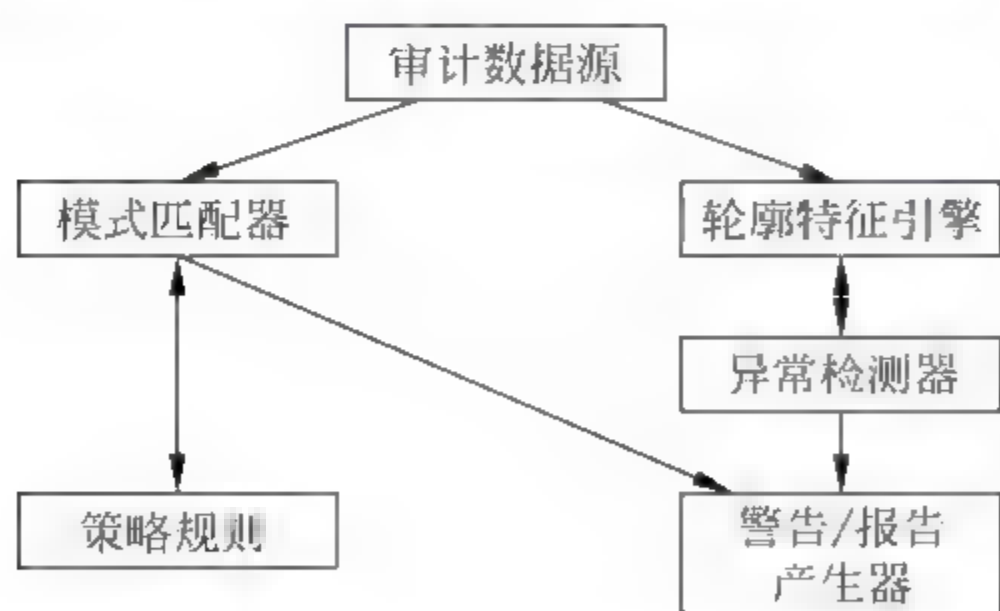 审计数据源
模式匹配器
轮廓特征引擎
异常检测器
策略规则
警告/报告
产生器